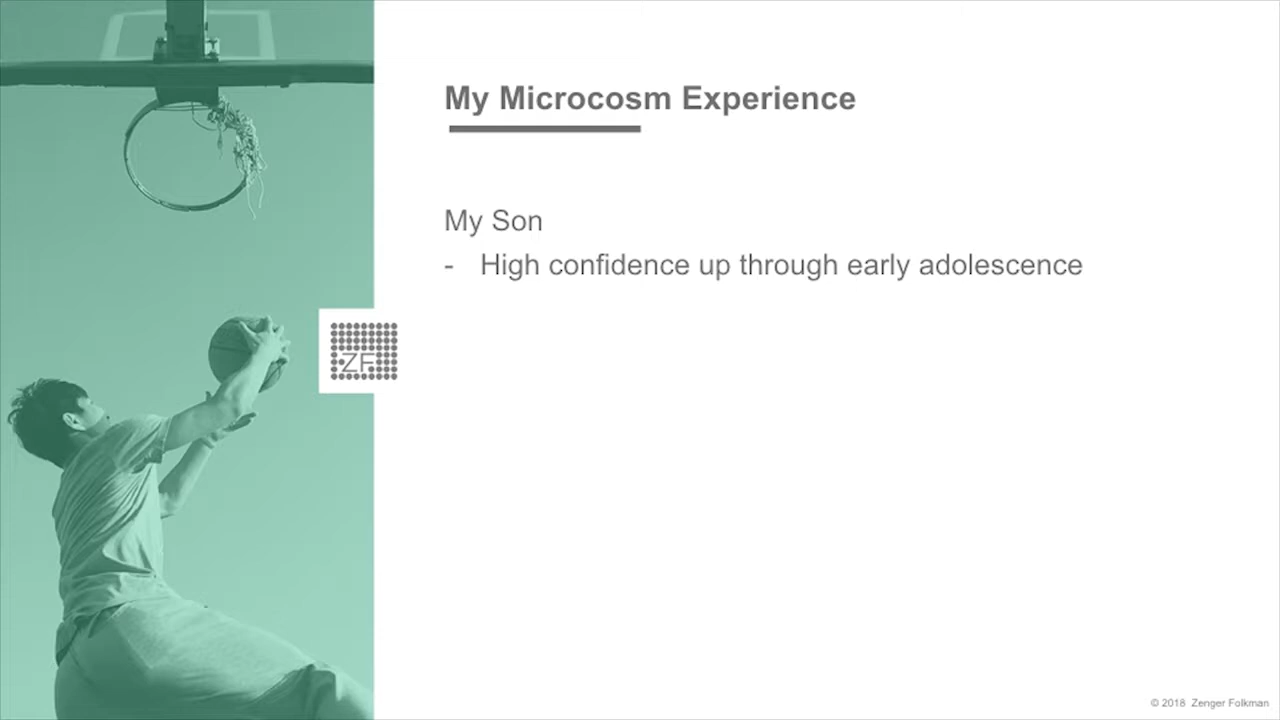 My Microcosm Experience
My Son
- High confidence up through early adolescence
ZF
© 2018 Zenger Folkman